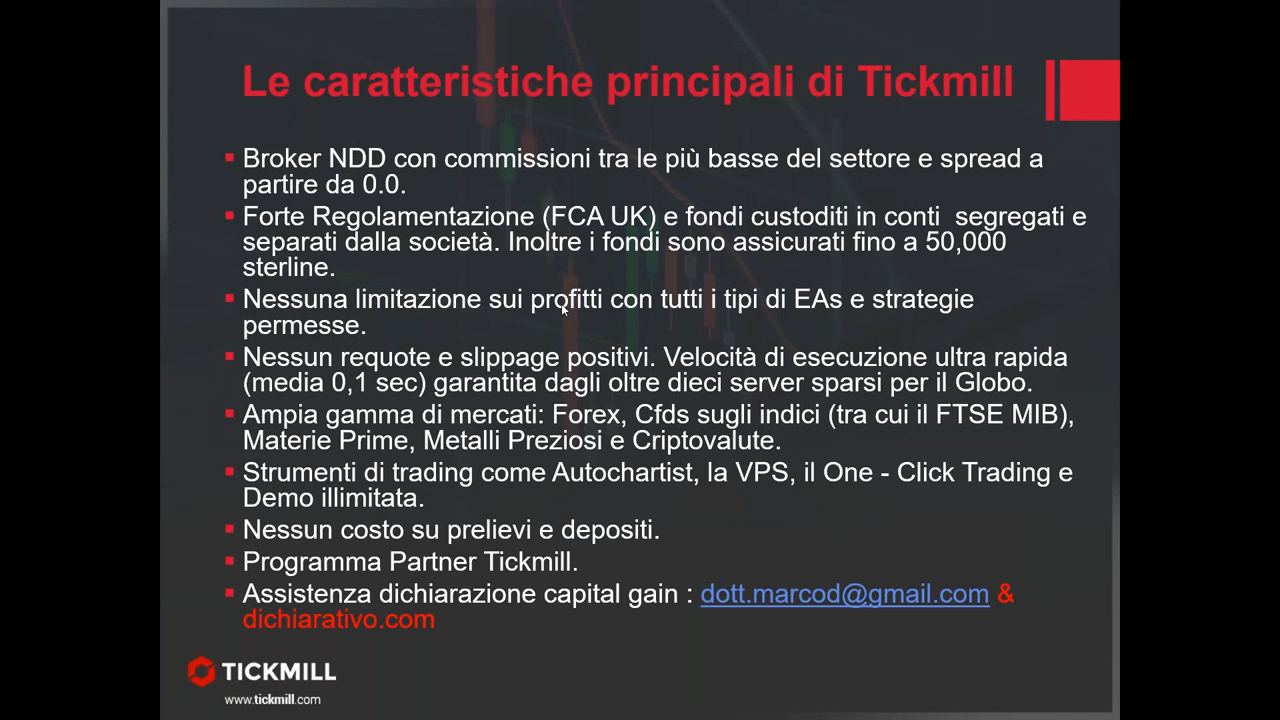 Le caratteristiche principali di Tickmill
Broker NDD con commissioni tra le più basse del settore e spread a
partire da 0.0.
Forte Regolamentazione (FCA UK) e fondi custoditi in conti  segregati e
separati dalla società. Inoltre i fondi sono assicurati fino a 50,000
sterline.
Nessuna limitazione sui profitti con tutti i tipi di EAs e strategie
permesse.
Nessun requote e slippage positivi. Velocità di esecuzione ultra rapida
(media 0,1 sec) garantita dagli oltre dieci server sparsi per il Globo.
Ampia gamma di mercati: Forex, Cfds sugli indici (tra cui il FTSE MIB),
Materie Prime, Metalli Preziosi e Criptovalute.
Strumenti di trading come Autochartist, la VPS, il One - Click Trading e
Demo illimitata.
Nessun costo su prelievi e depositi.
Programma Partner Tickmill.
Assistenza dichiarazione capital gain : dott.marcod@gmail.com &
dichiarativo.com
TICKMILL
www.tickmill.com